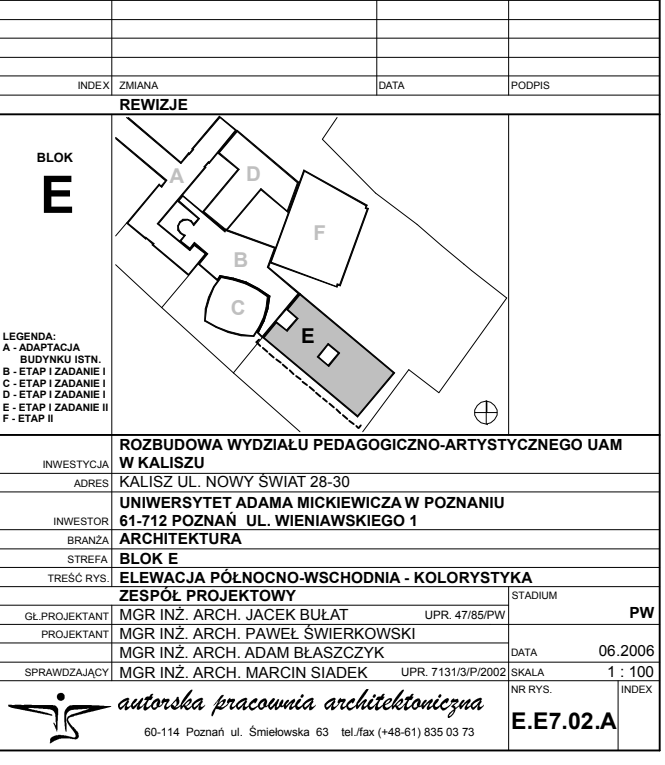 INDEX ZMIANA DATA PODPIS
REWIZJE
BLOK
E
A
D
F
B
C
E
LEGENDA:
A - ADAPTACJA
BUDYNKU ISTN.
B - ETAP I ZADANIE I
C - ETAP I ZADANIE I
D - ETAP I ZADANIE I
E - ETAP I ZADANIE II
F - ETAP II
ROZBUDOWA WYDZIAŁU PEDAGOGICZNO-ARTYSTYCZNEGO UAM
INWESTYCJA W KALISZU
ADRES KALISZ UL. NOWY ŚWIAT 28-30
UNIWERSYTET ADAMA MICKIEWICZA W POZNANIU
INWESTOR 61-712 POZNAŃ UL. WIENIAWSKIEGO 1
BRANŻA ARCHITEKTURA
STREFA BLOK E
TREŚĆ RYS. ELEWACJA PÓŁNOCNO-WSCHODNIA - KOLORYSTYKA
ZESPÓŁ PROJEKTOWY STADIUM
GŁ.PROJEKTANT MGR INŻ. ARCH. JACEK BUŁAT UPR. 47/85/PW PW
PROJEKTANT MGR INŻ. ARCH. PAWEŁ ŚWIERKOWSKI
MGR INŻ. ARCH. ADAM BŁASZCZYK DATA 06.2006
SPRAWDZAJĄCY MGR INŻ. ARCH. MARCIN SIADEK UPR. 7131/3/P/2002 SKALA 1 : 100
NR RYS. INDEX
autorska pracownia architektoniczna
E.E7.02.A
60-114 Poznań ul. Śmiełowska 63 tel./fax (+48-61) 835 03 73